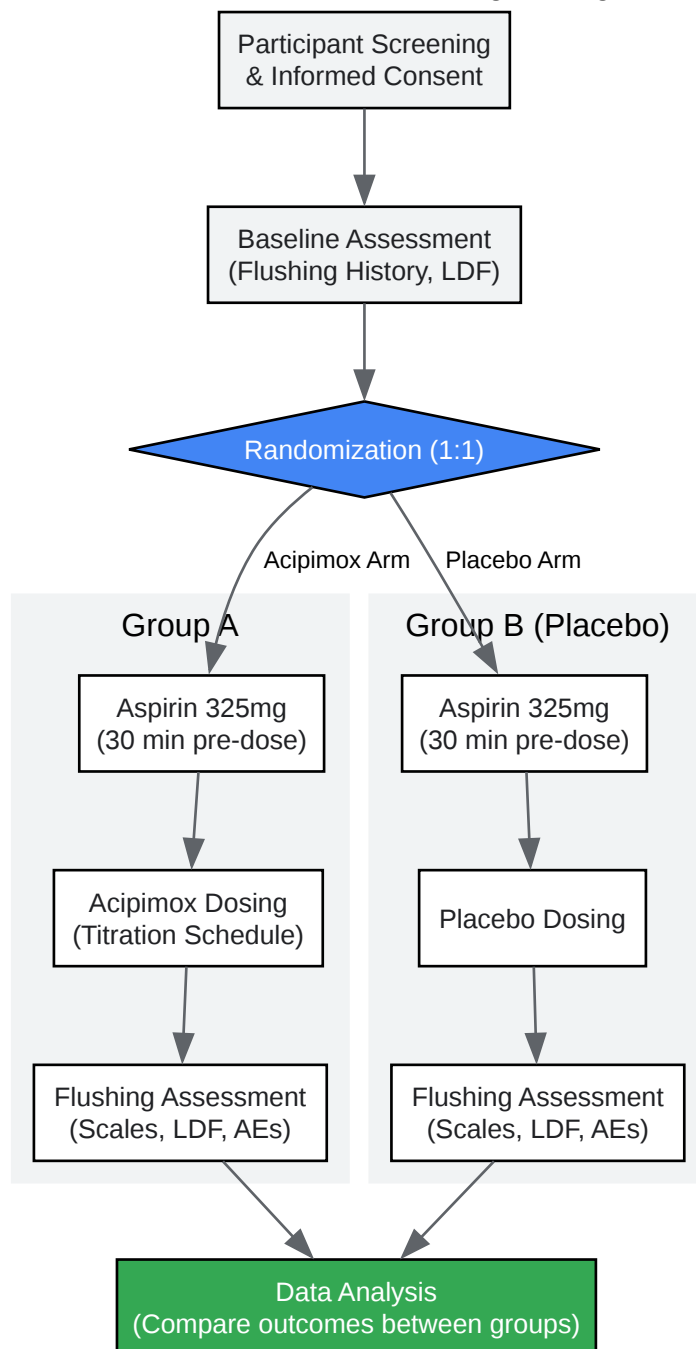 Participant Screening
& Informed Consent
Baseline Assessment
(Flushing History, LDF)
Randomization (1:1)
Acipimox Arm
Placebo Arm
Group A
Group B (Placebo)
Aspirin 325mg
(30 min pre-dose)
Aspirin 325mg
(30 min pre-dose)
Acipimox Dosing
(Titration Schedule)
Placebo Dosing
Flushing Assessment
(Scales, LDF, AEs)
Flushing Assessment
(Scales, LDF, AEs)
Data Analysis
(Compare outcomes between groups)